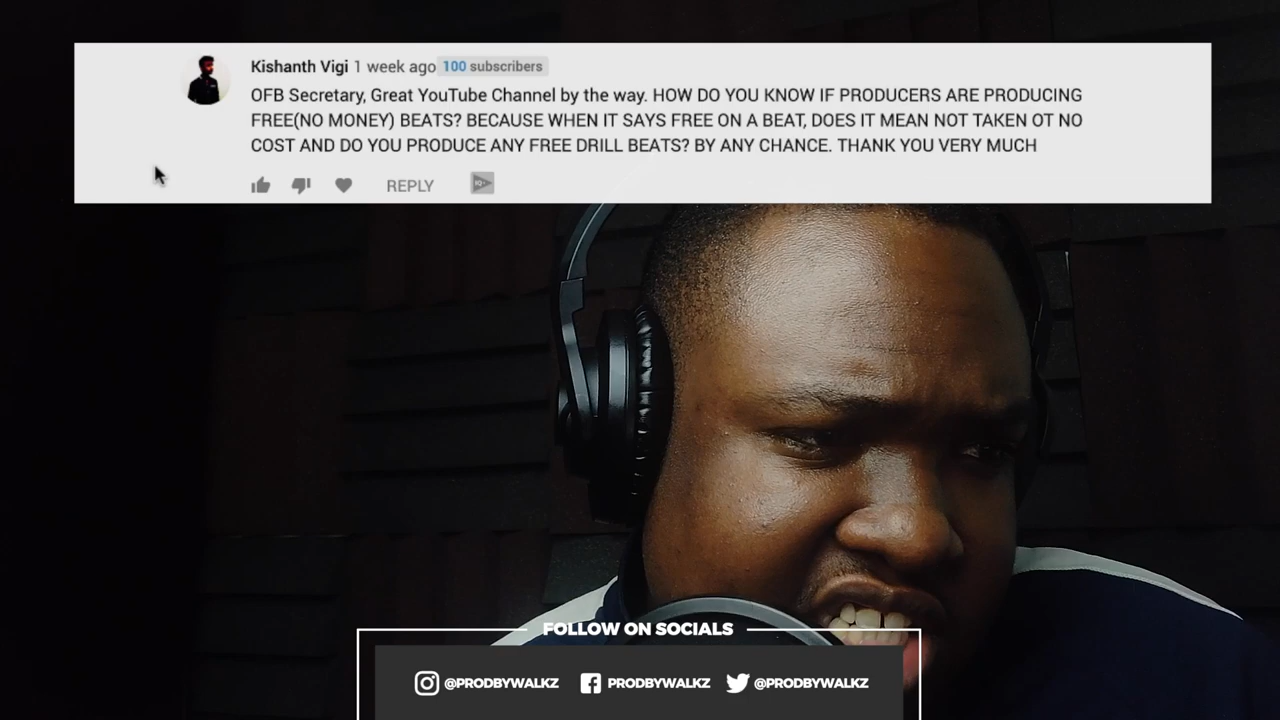 Kishanth Vigi 1 week ago 100 subscribers
OFB Secretary, Great YouTube Channel by the way. HOW DO YOU KNOW IF PRODUCERS ARE PRODUCING
FREE(NO MONEY) BEATS? BECAUSE WHEN IT SAYS FREE ON A BEAT, DOES IT MEAN NOT TAKEN OT NO
COST AND DO YOU PRODUCE ANY FREE DRILL BEATS? BY ANY CHANCE. THANK YOU VERY MUCH
REPLY
FOLLOW ON SOCIALS
@PRODBYWALKZ PRODBYWALKZ @PRODBYWALKZ